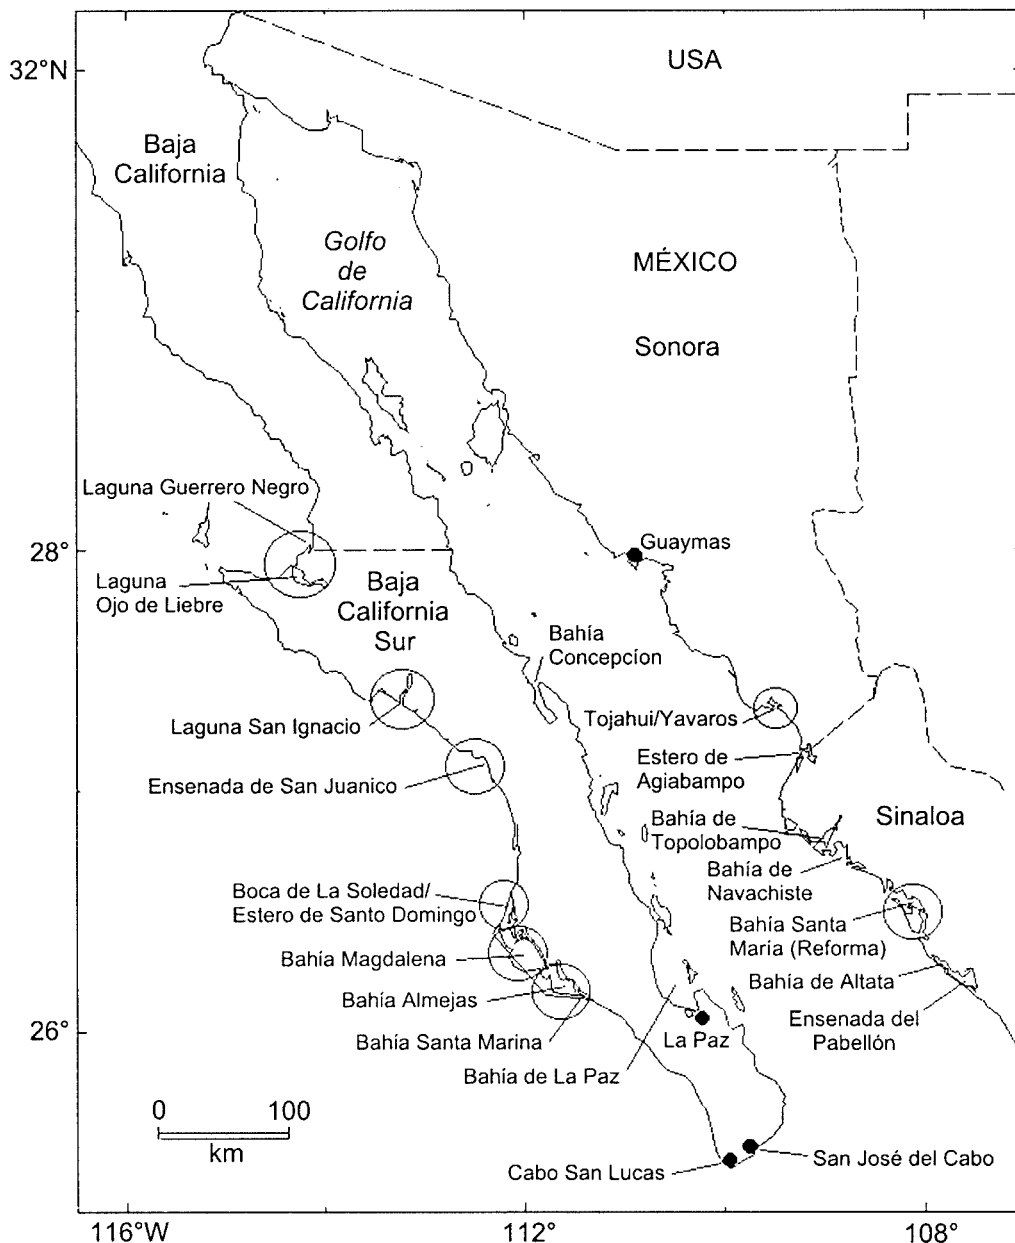 USA
32°N
Baja
California
Golfo
de
California
MÉXICO
Sonora
Laguna Guerrero Negro
28°
Guaymas
Laguna
Ojo de Liebre
Baja
California
Sur
Bahía
Concepcíon
Laguna San Ignacio
Tojahui/Yavaros
Ensenada de San Juanico
Estero de
Agiabampo
Bahía de
Topolobampo
Sinaloa
Bahía de
Navachiste
Boca de La Soledad/
Estero de Santo Domingo
Bahía Santa
María (Reforma)
Bahía Magdalena
Bahía de Altata
Bahía Almejas
Ensenada del
Pabellón
26°
Bahía Santa Marina
La Paz
Bahía de La Paz
0 100
km
Cabo San Lucas
San José del Cabo
116°W 112° 108°